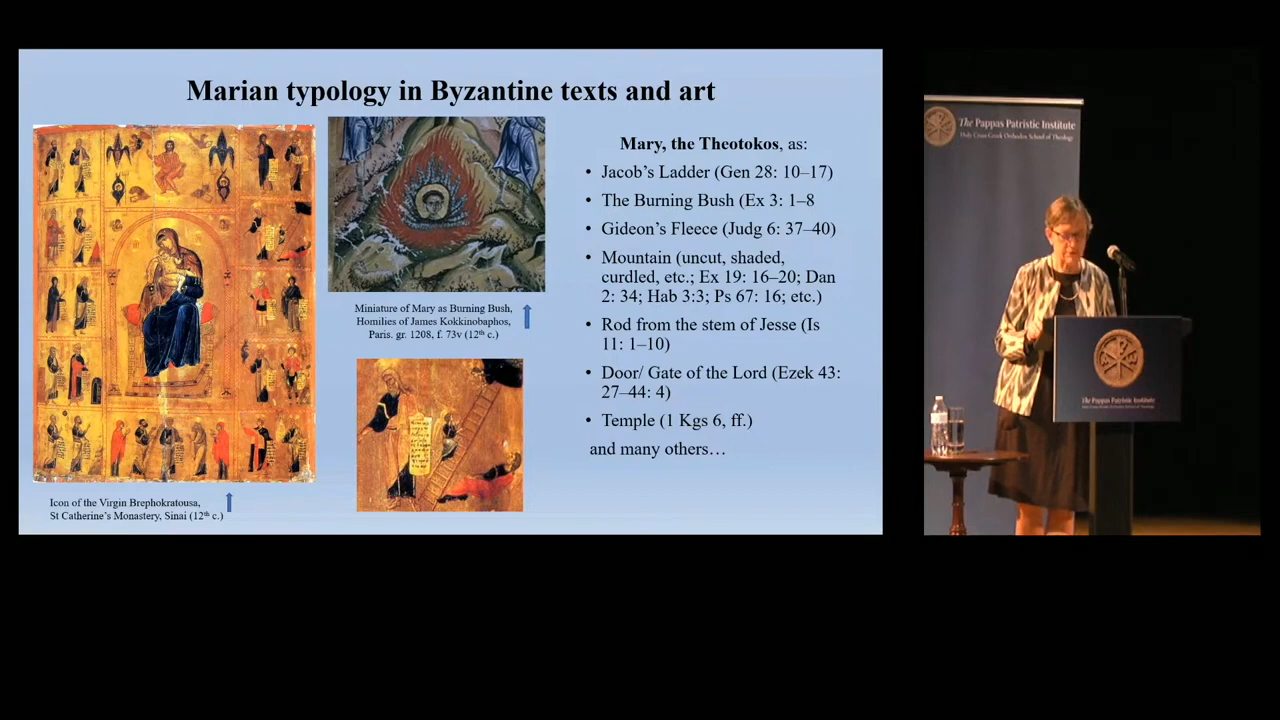 Marian typology in Byzantine texts and art
Mary, the Theotokos, as:
• Jacob’s Ladder (Gen 28: 10–17)
• The Burning Bush (Ex 3: 1–8
• Gideon’s Fleece (Judg 6: 37–40)
• Mountain (uncut, shaded,
curdled, etc.; Ex 19: 16–20; Dan
2: 34; Hab 3:3; Ps 67: 16; etc.)
• Rod from the stem of Jesse (Is
11: 1–10)
• Door/ Gate of the Lord (Ezek 43:
27–44: 4)
• Temple (1 Kgs 6, ff.)
and many others…
Miniature of Mary as Burning Bush,
Homilies of James Kokkinobaphos,
Paris. gr. 1208, f. 73v (12th c.)
Icon of the Virgin Brephokratousa,
St Catherine’s Monastery, Sinai (12th c.)
The Pappas Patristic Institute
Holy Cross Greek Orthodox School of Theology
The Pappas Patristic Institute